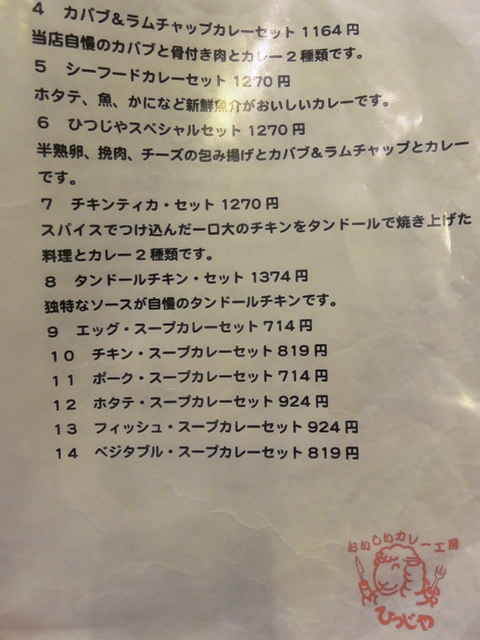 4 カバブ＆ラムチャップカレーセット 1164円
当店自慢のカバブと骨付き肉とカレー２種類です。
5 シーフードカレーセット 1270円
ホタテ、魚、かになど新鮮魚介がおいしいカレーです。
6 ひつじやスペシャルセット 1270円
半熟卵、挽肉、チーズの包み揚げとカバブ＆ラムチャップとカレー
です。
7 チキンティカ・セット 1270円
スパイスでつけ込んだ一口大のチキンをタンドールで焼き上げた
料理とカレー２種類です。
8 タンドールチキン・セット 1374円
独特なソースが自慢のタンドールチキンです。
9 エッグ・スープカレーセット 714円
10 チキン・スープカレーセット 819円
11 ポーク・スープカレーセット 714円
12 ホタテ・スープカレーセット 924円
13 フィッシュ・スープカレーセット 924円
14 ベジタブル・スープカレーセット 819円
おいしいカレー工房
ひつじや